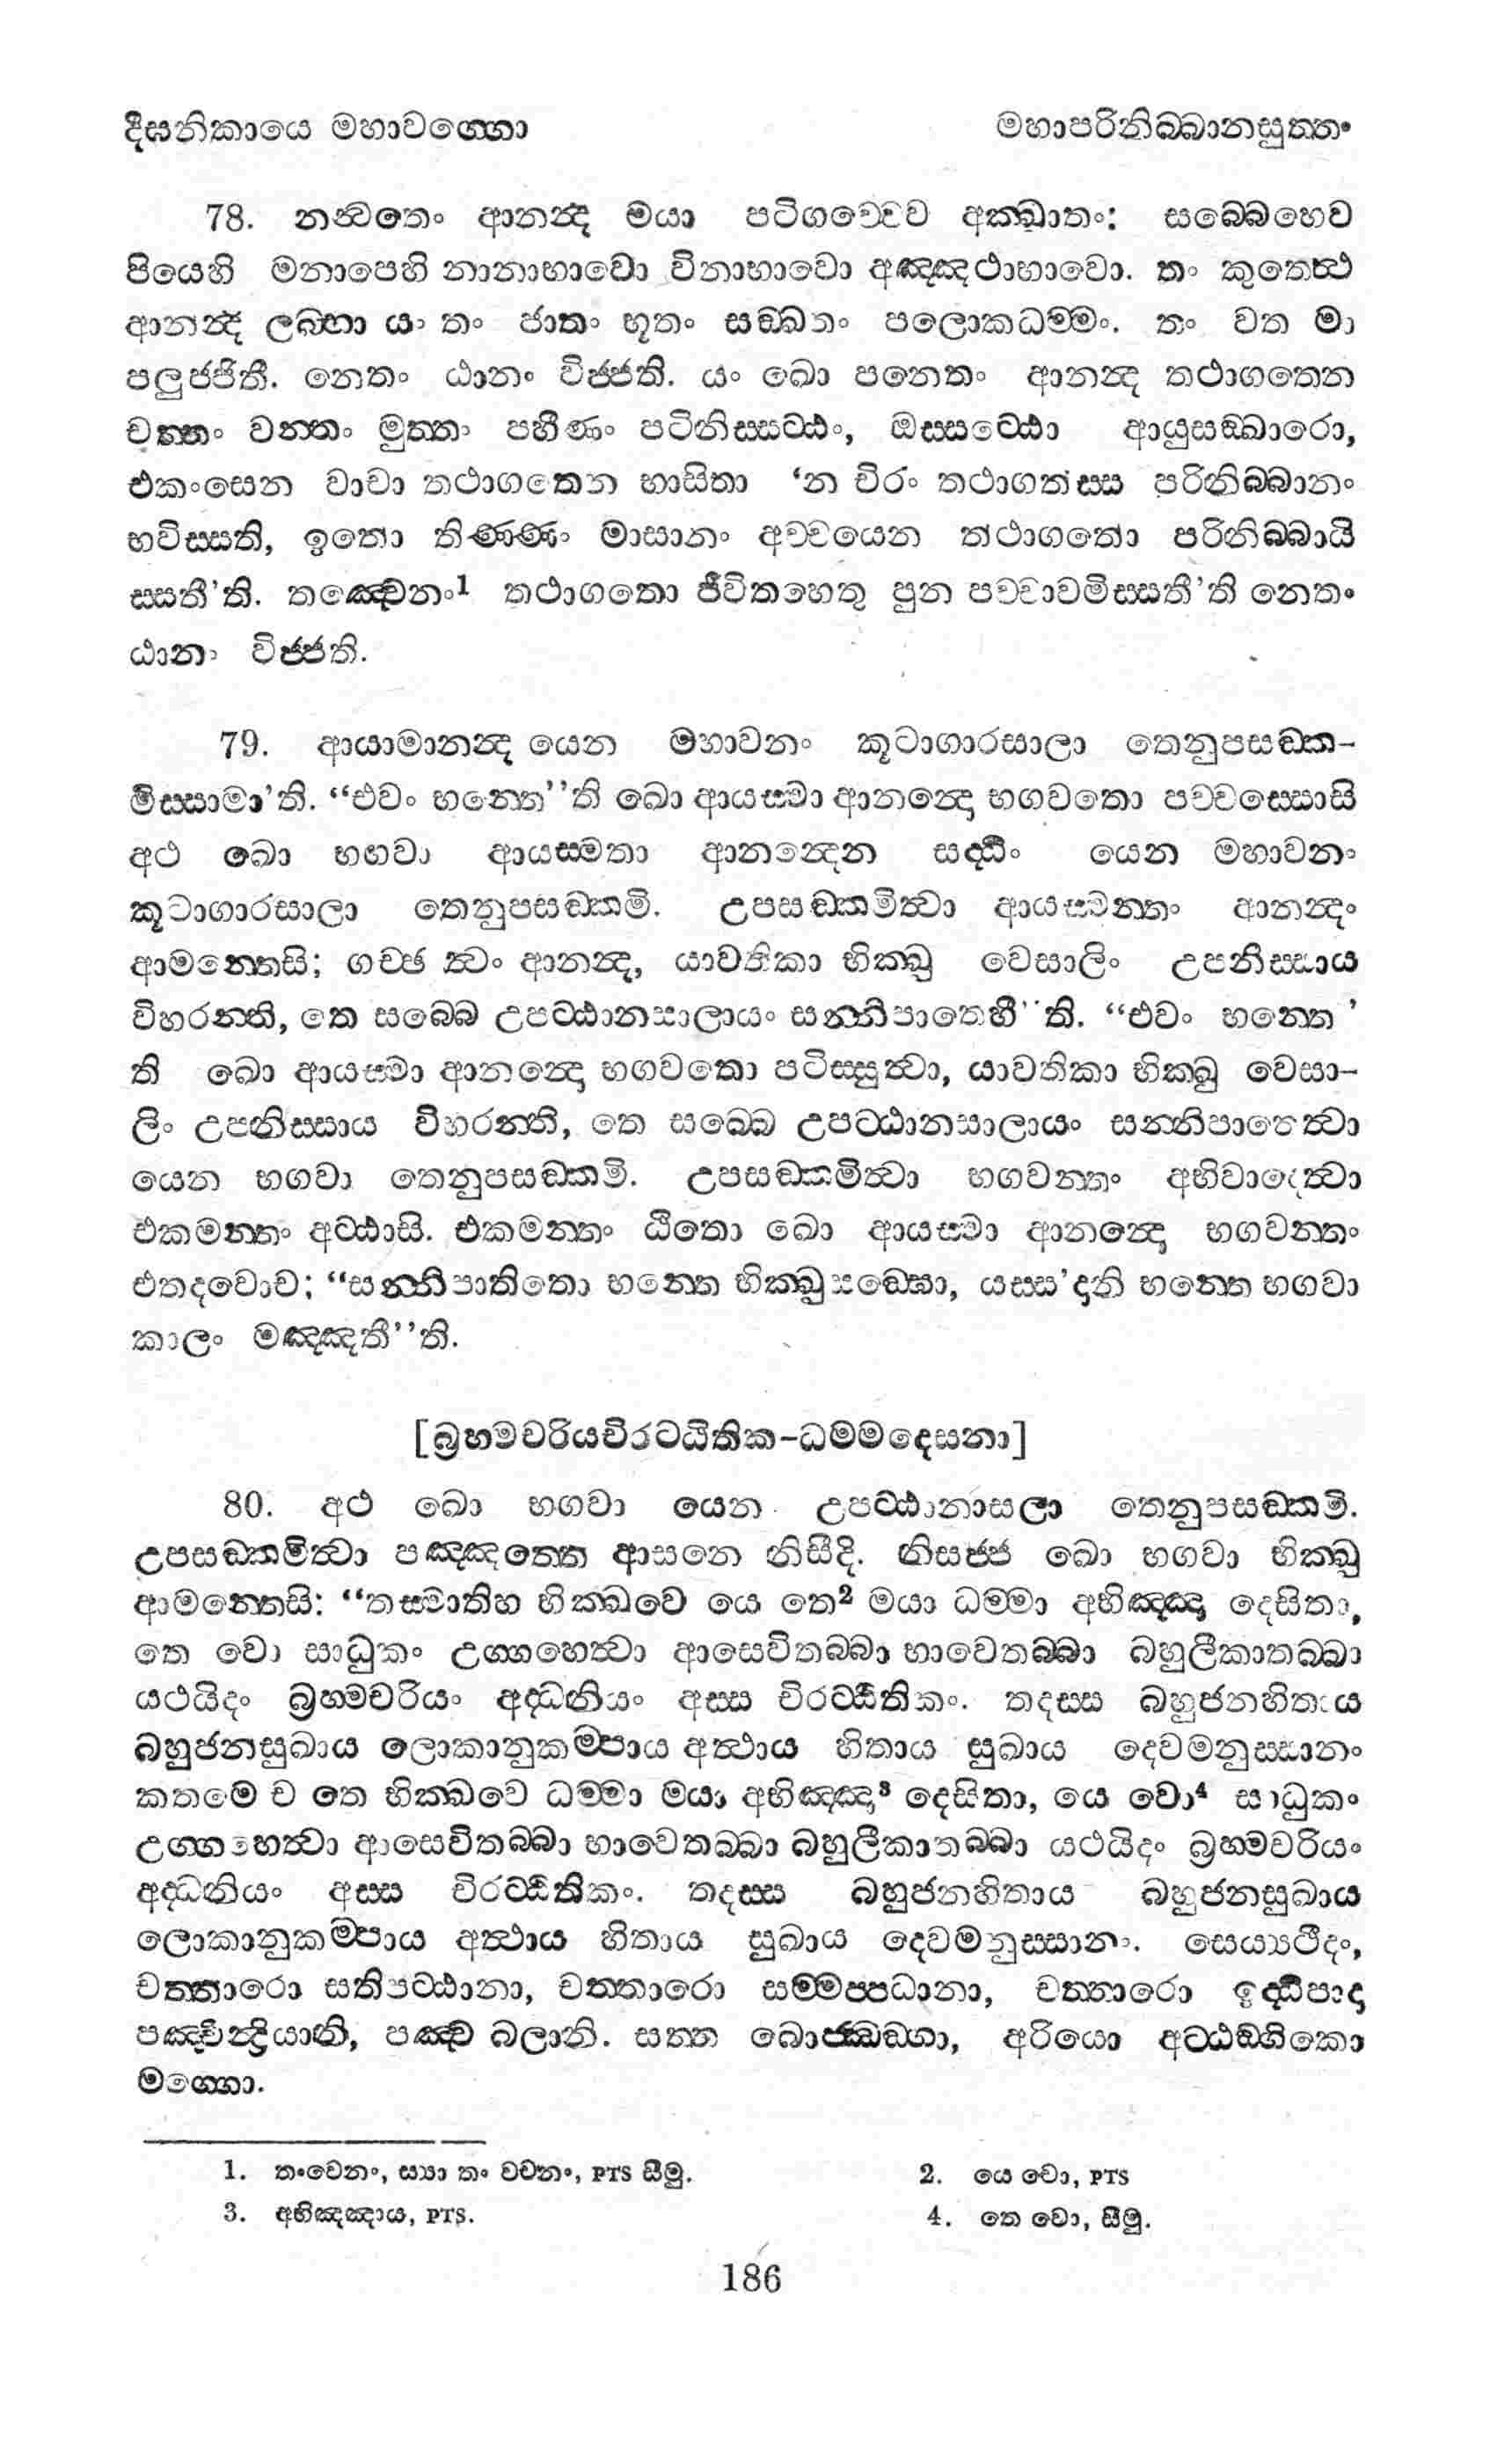 දීඝනිකායෙ මහාවග්ගො මහාපරිනිබ්බානසුත්තං
78. නන්වෙතං ආනන්ද මයා පටිගච්චෙව අක්ඛාතං: සබ්බෙහෙව
පියෙහි මනාපෙහි නානාභාවො විනාභාවො අඤ්ඤථාභාවො. තං කුතෙත්ථ
ආනන්ද ලබ්භා යං තං ජාතං භූතං සඞ්ඛතං පලොකධම්මං. තං වත මා
පලුජ්ජිතී. නෙතං ඨානං විජ්ජති. යං ඛො පනෙතං ආනන්ද තථාගතෙන
චත්තං වන්තං මුත්තං පහීණං පටිනිස්සට්ඨං, ඔස්සට්ඨො ආයුසඞ්ඛාරො,
එකංසෙන වාචා තථාගතෙන භාසිතා ‘න චිරං තථාගතස්ස පරිනිබ්බානං
භවිස්සති, ඉතො තිණ්ණං මාසානං අච්චයෙන තථාගතො පරිනිබ්බායි
ස්සතී’ති. තඤ්චෙනං1 තථාගතො ජීවිතහෙතු පුන පච්චාවමිස්සතී’ති නෙතං
ඨානං විජ්ජති.
79. ආයාමානන්ද යෙන මහාවනං කූටාගාරසාලා තෙනුපසඞ්ක-
මිස්සාමා’ති. “එවං භන්තෙ”ති ඛො ආයස්මා ආනන්දො භගවතො පච්චස්සොසි
අථ ඛො භගවා ආයස්මතා ආනන්දෙන සද්ධිං යෙන මහාවනං
කූටාගාරසාලා තෙනුපසඞ්කමි. උපසඞ්කමිත්වා ආයස්මන්තං ආනන්දං
ආමන්තෙසි; ගච්ඡ ත්වං ආනන්ද, යාවතිකා භික්ඛු වෙසාලිං උපනිස්සාය
විහරන්ති, තෙ සබ්බෙ උපට්ඨානසාලායං සන්නිපාතෙහී”ති. “එවං භන්තෙ’
ති ඛො ආයස්මා ආනන්දො භගවතො පටිස්සුත්වා, යාවතිකා භික්ඛු වෙසා-
ලිං උපනිස්සාය විහරන්ති, තෙ සබ්බෙ උපට්ඨානසාලායං සන්නිපාතෙත්වා
යෙන භගවා තෙනුපසඞ්කමි. උපසඞ්කමිත්වා භගවන්තං අභිවාදෙත්වා
එකමන්තං අට්ඨාසි. එකමන්තං ඨිතො ඛො ආයස්මා ආනන්දො භගවන්තං
එතදවොච: “සන්නිපාතිතො භන්තෙ භික්ඛුසඞ්ඝො, යස්ස’දානි භන්තෙ භගවා
කාලං මඤ්ඤතී”ති.
[බ්‍රහ්මචරියචිරට්ඨිතික-ධම්මදෙසනා]
80. අථ ඛො භගවා යෙන උපට්ඨානාසලා තෙනුපසඞ්කමි.
උපසඞ්කමිත්වා පඤ්ඤත්තෙ ආසනෙ නිසීදි. නිසජ්ජ ඛො භගවා භික්ඛු
ආමන්තෙසි: “තස්මාතිහ භික්ඛවෙ යෙ තෙ2 මයා ධම්මා අභිඤ්ඤා දෙසිතා,
තෙ වො සාධුකං උග්ගහෙත්වා ආසෙවිතබ්බා භාවෙතබ්බා බහුලීකාතබ්බා
යථයිදං බ්‍රහ්මචරියං අද්ධනියං අස්ස චිරට්ඨිතිකං. තදස්ස බහුජනහිතාය
බහුජනසුඛාය ලොකානුකම්පාය අත්ථාය හිතාය සුඛාය දෙවමනුස්සානං
කතමෙ ච තෙ භික්ඛවෙ ධම්මා මයා අභිඤ්ඤා3 දෙසිතා, යෙ වො4 සාධුකං
උග්ගහෙත්වා ආසෙවිතබ්බා භාවෙතබ්බා බහුලීකාතබ්බා යථයිදං බ්‍රහ්මචරියං
අද්ධනියං අස්ස චිරට්ඨිතිකං. තදස්ස බහුජනහිතාය බහුජනසුඛාය
ලොකානුකම්පාය අත්ථාය හිතාය සුඛාය දෙවමනුස්සානං. සෙය්‍යථීදං,
චත්තාරො සතිපට්ඨානා, චත්තාරො සම්මප්පධානා, චත්තාරො ඉද්ධිපාදා
පඤ්චින්ද්‍රියානි, පඤ්ච බලානි. සත්ත බොජ්ඣඞ්ගා, අරියො අට්ඨඞ්ගිකො
මග්ගො.
1. තංචෙනං, ස්‍යා තං වචනං, PTS සීමු. 2. යෙ වො, PTS
3. අභිඤ්ඤාය, PTS. 4. තෙ වො, සීමු.
186